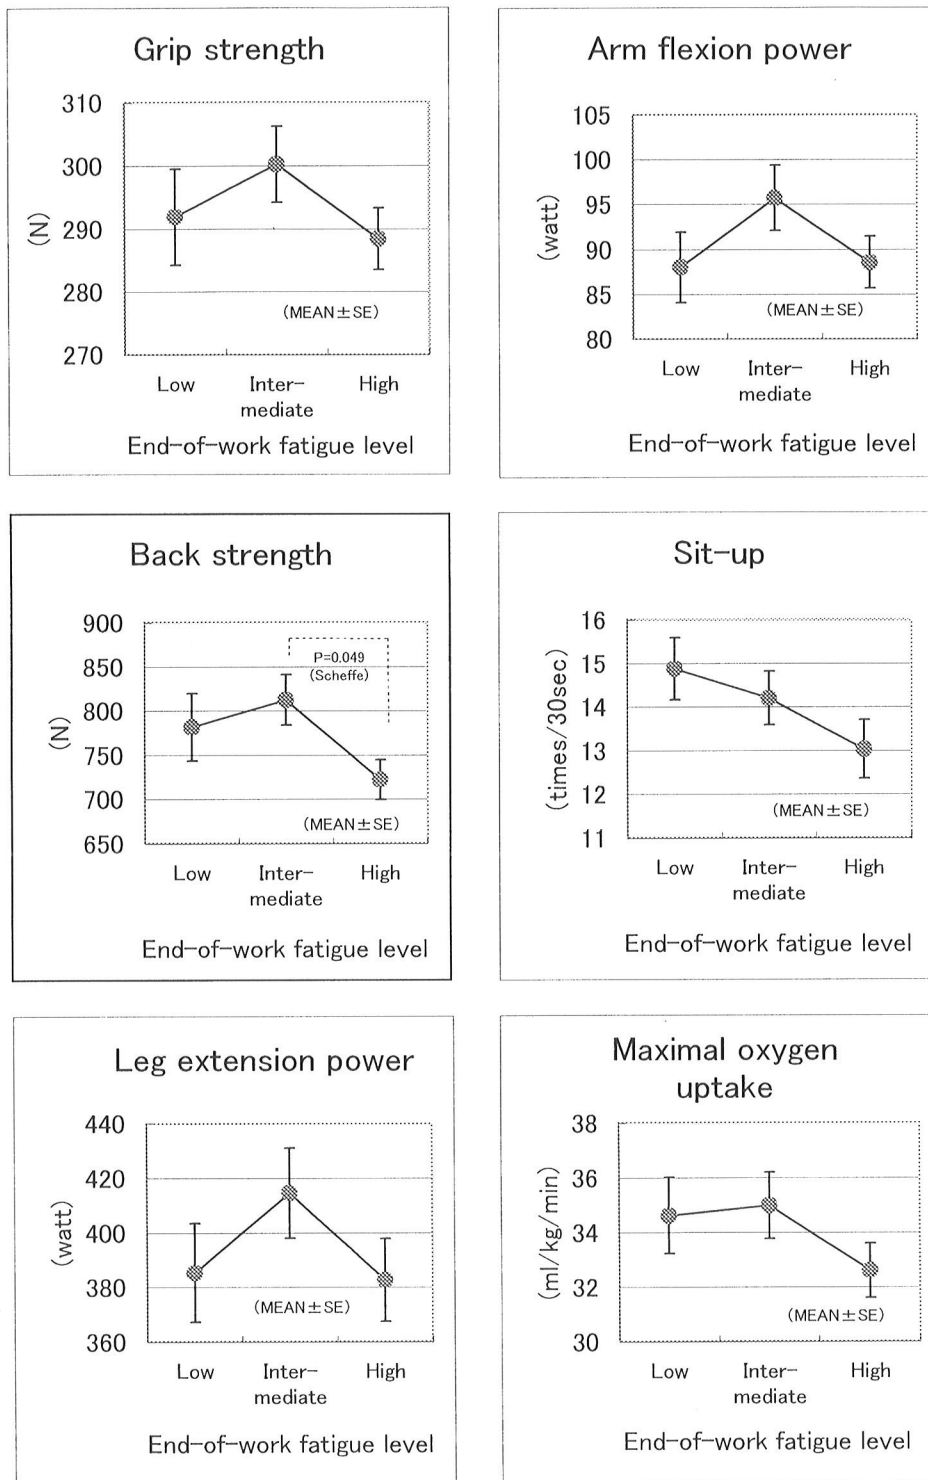 Grip strength
310
300
290
280
270
(N)
(MEAN±SE)
Low
Inter-
mediate
High
End-of-work fatigue level
Arm flexion power
105
100
95
90
85
80
(watt)
(MEAN±SE)
Low
Inter-
mediate
High
End-of-work fatigue level
Back strength
900
850
800
750
700
650
(N)
P=0.049
(Scheffe)
(MEAN±SE)
Low
Inter-
mediate
High
End-of-work fatigue level
Sit-up
16
15
14
13
12
11
(times/30sec)
(MEAN±SE)
Low
Inter-
mediate
High
End-of-work fatigue level
Leg extension power
440
420
400
380
360
(watt)
(MEAN±SE)
Low
Inter-
mediate
High
End-of-work fatigue level
Maximal oxygen
uptake
38
36
34
32
30
(ml/kg/min)
(MEAN±SE)
Low
Inter-
mediate
High
End-of-work fatigue level